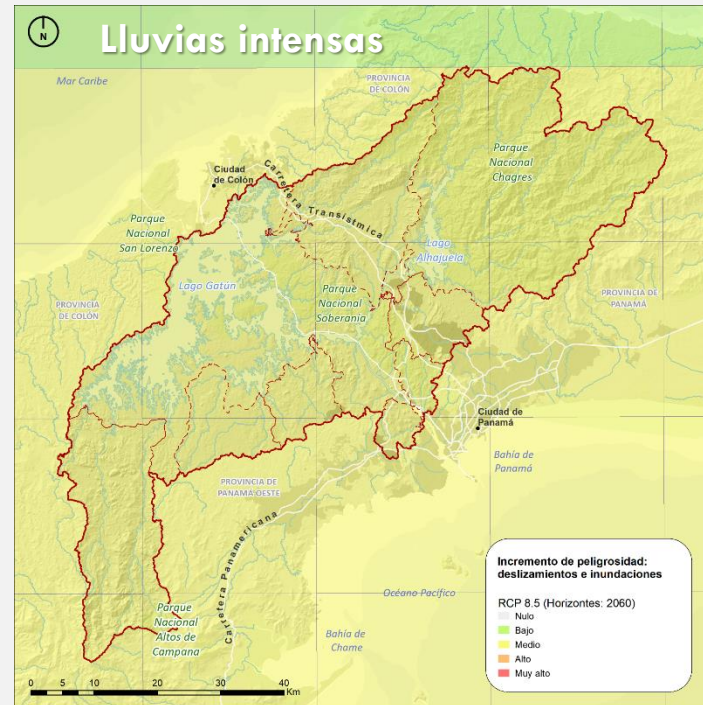 N
Lluvias intensas
Mar Caribe
PROVINCIA
DE COLÓN
Parque
Nacional
Chagres
Ciudad
de Colón
Carretera Transístmica
Parque
Nacional
San Lorenzo
Lago
Alhajuela
Lago Gatún
Parque
Nacional
Soberanía
PROVINCIA
DE COLÓN
PROVINCIA DE
PANAMÁ
Ciudad de
Panamá
Bahía de
Panamá
PROVINCIA DE
PANAMÁ OESTE
Carretera Panamericana
Océano Pacífico
Parque
Nacional
Altos de
Campana
Bahía de
Chame
Incremento de peligrosidad:
deslizamientos e inundaciones
RCP 8.5 (Horizontes: 2060)
Nulo
Bajo
Medio
Alto
Muy alto
0 5 10 20 30 40
Km